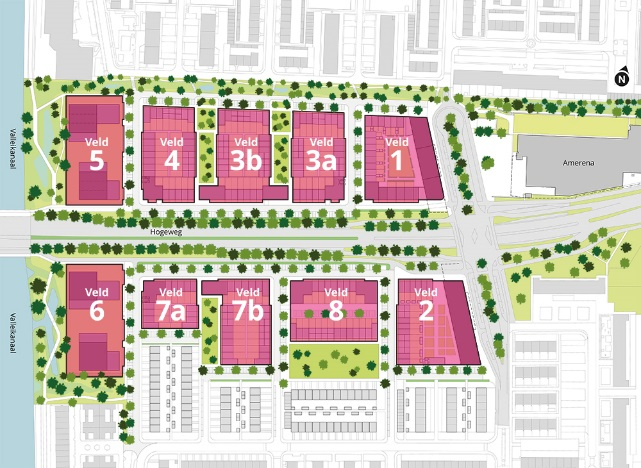 N
Valleikanaal
Veld
5
Veld
4
Veld
3b
Veld
3a
Veld
1
Amerena
Hogeweg
Valleikanaal
Veld
6
Veld
7a
Veld
7b
Veld
8
Veld
2